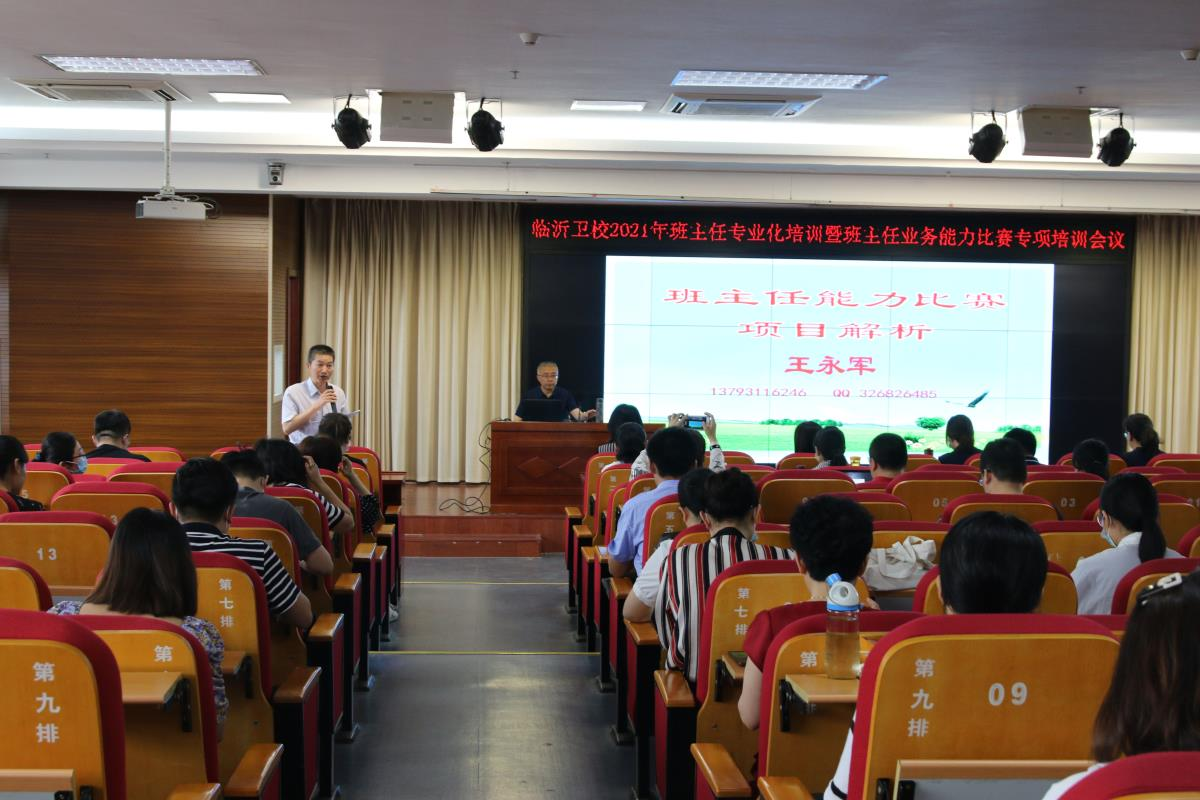 临沂卫校2021年班主任专业化培训暨班主任业务能力比赛专项培训会议
班主任能力比赛
项目解析
王永军
13793116246 QQ 326826485
13
05
03
第七排
第七排
第
第
第九排
第九排
09